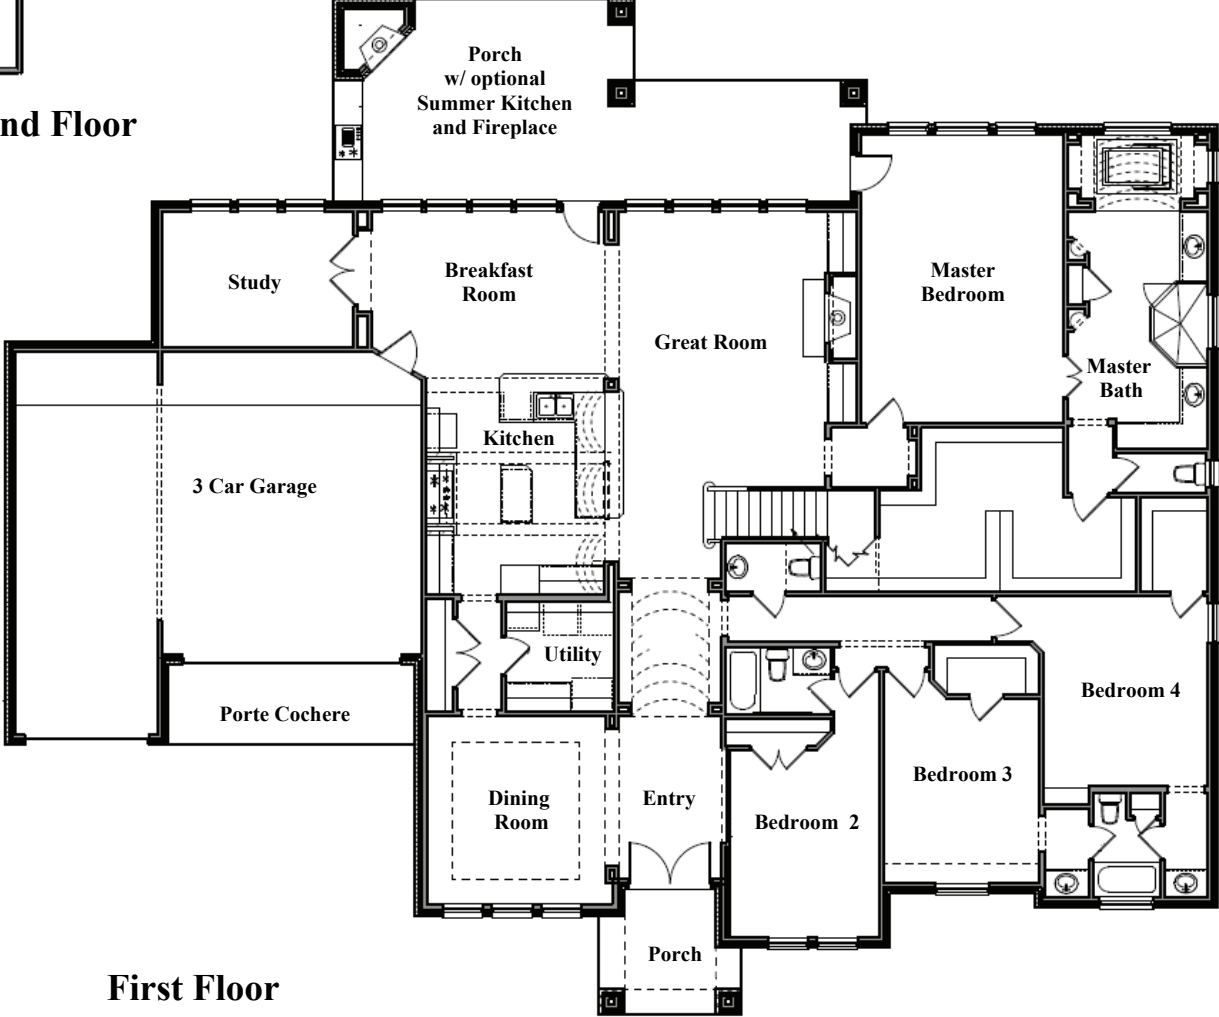 Porch
w/ optional
Summer Kitchen
and Fireplace
nd Floor
Study
Breakfast
Room
Master
Bedroom
Great Room
Master
Bath
Kitchen
3 Car Garage
Utility
Bedroom 4
Porte Cochere
Bedroom 3
Dining
Room
Entry
Bedroom 2
Porch
First Floor